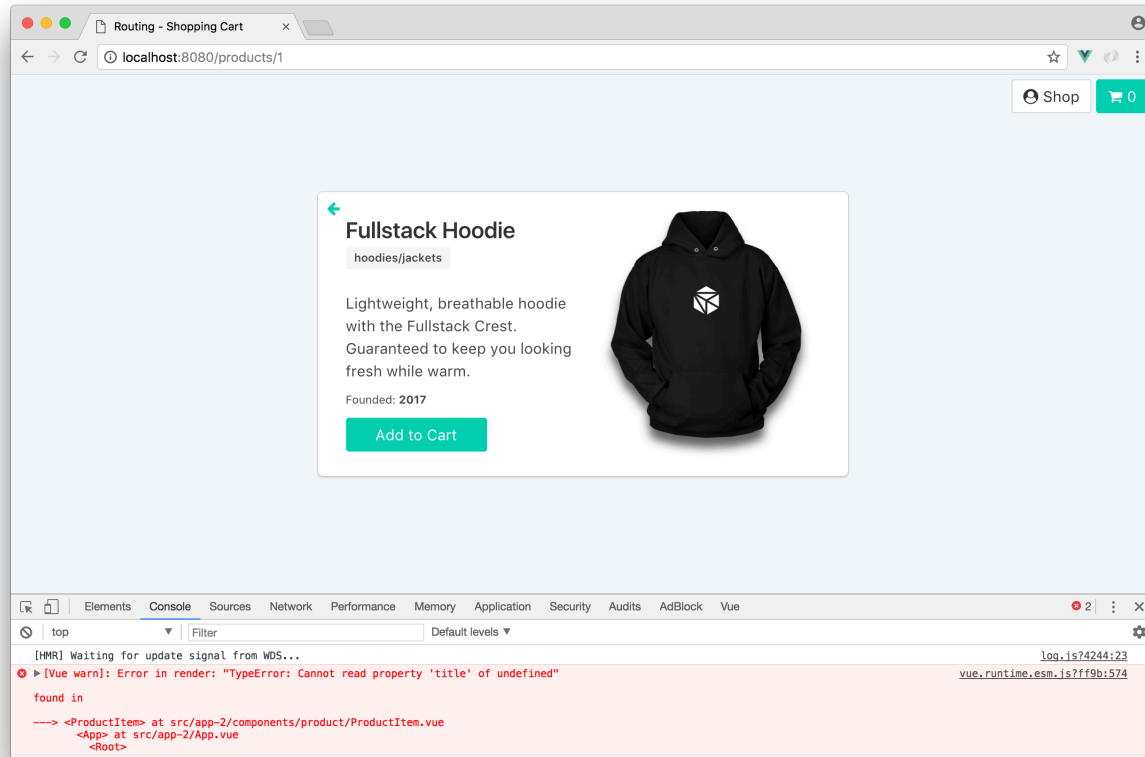 Routing - Shopping Cart
localhost:8080/products/1
Shop
0
Fullstack Hoodie
hoodies/jackets
Lightweight, breathable hoodie
with the Fullstack Crest.
Guaranteed to keep you looking
fresh while warm.
Founded: 2017
Add to Cart
Elements Console Sources Network Performance Memory Application Security Audits AdBlock Vue 2
top Filter Default levels
[HMR] Waiting for update signal from WDS... log.js?4244:23
[Vue warn]: Error in render: "TypeError: Cannot read property 'title' of undefined" vue.runtime.esm.js?ff9b:574
found in
---> <ProductItem> at src/app-2/components/product/ProductItem.vue
<App> at src/app-2/App.vue
<Root>